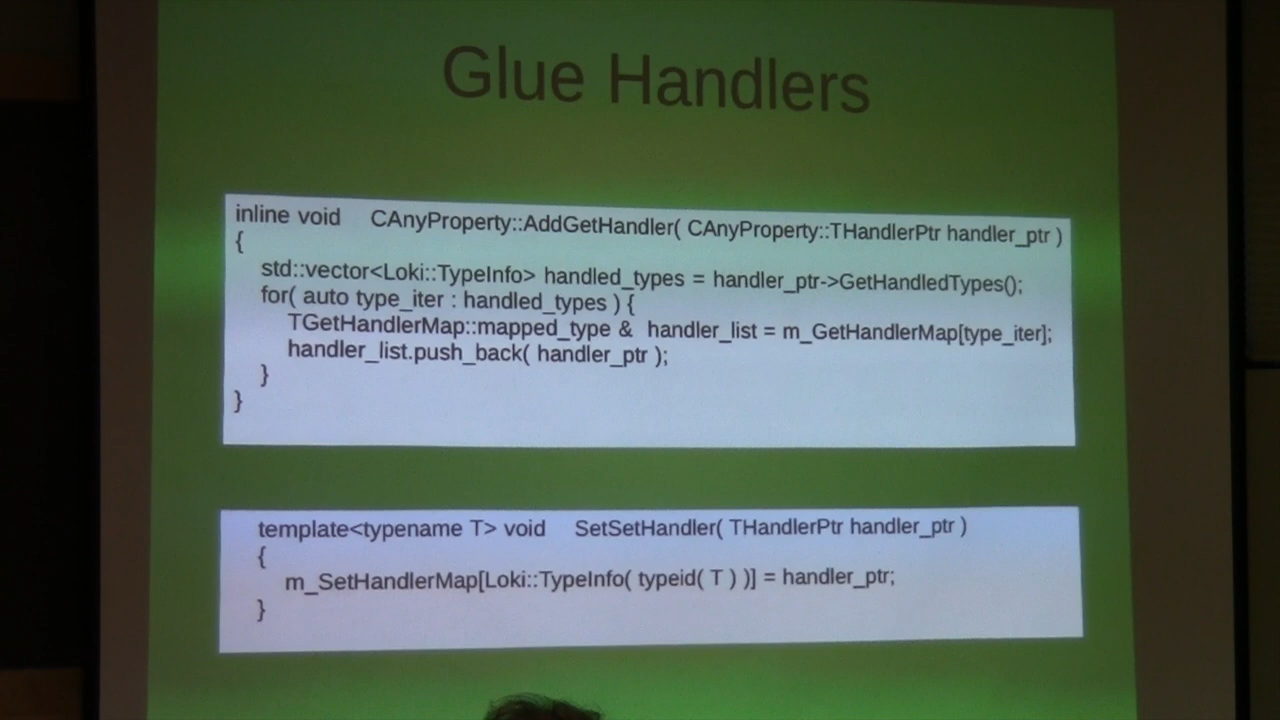 Glue Handlers
inline void    CAnyProperty::AddGetHandler( CAnyProperty::THandlerPtr handler_ptr )
{
    std::vector<Loki::TypeInfo> handled_types = handler_ptr->GetHandledTypes();
    for( auto type_iter : handled_types ) {
        TGetHandlerMap::mapped_type &  handler_list = m_GetHandlerMap[type_iter];
        handler_list.push_back( handler_ptr );
    }
}
template<typename T> void    SetSetHandler( THandlerPtr handler_ptr )
{
    m_SetHandlerMap[Loki::TypeInfo( typeid( T ) )] = handler_ptr;
}